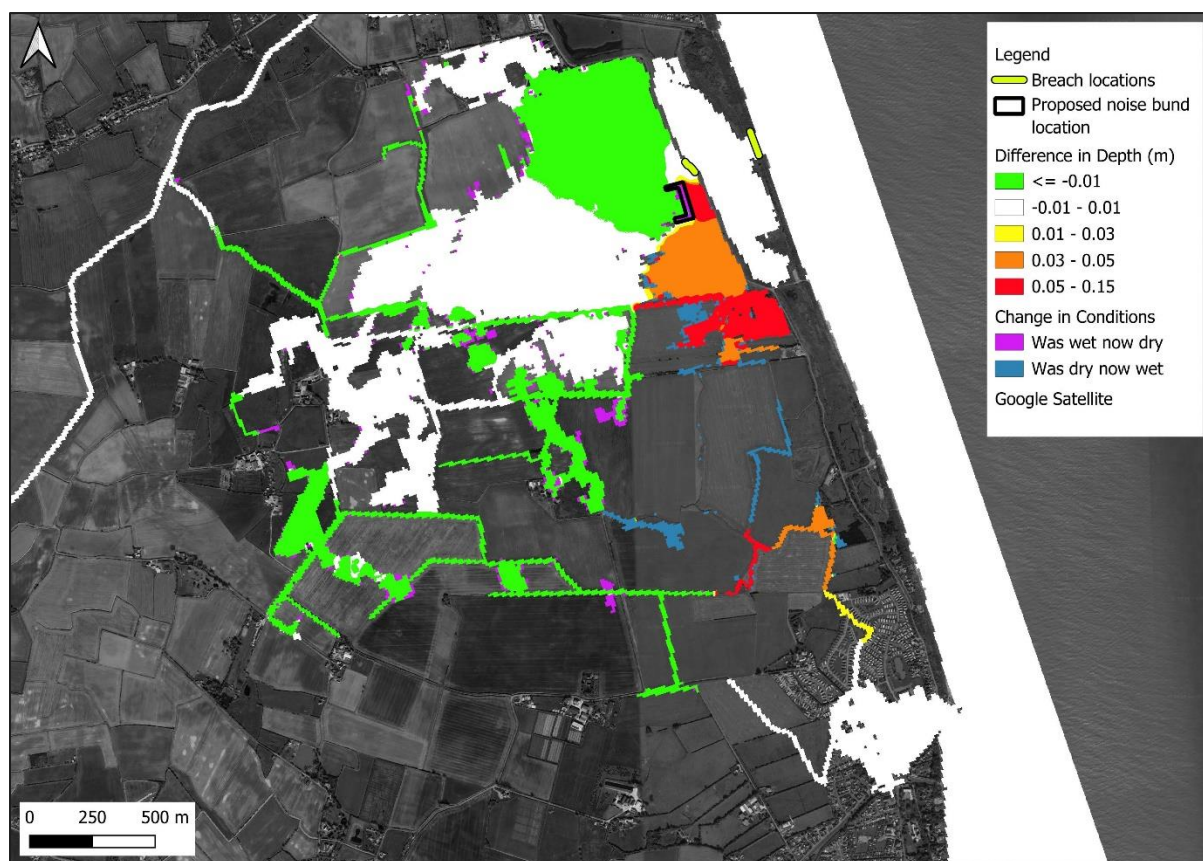 Legend
Breach locations
Proposed noise bund
location
Difference in Depth (m)
<= -0.01
-0.01 - 0.01
0.01 - 0.03
0.03 - 0.05
0.05 - 0.15
Change in Conditions
Was wet now dry
Was dry now wet
Google Satellite
0 250 500 m